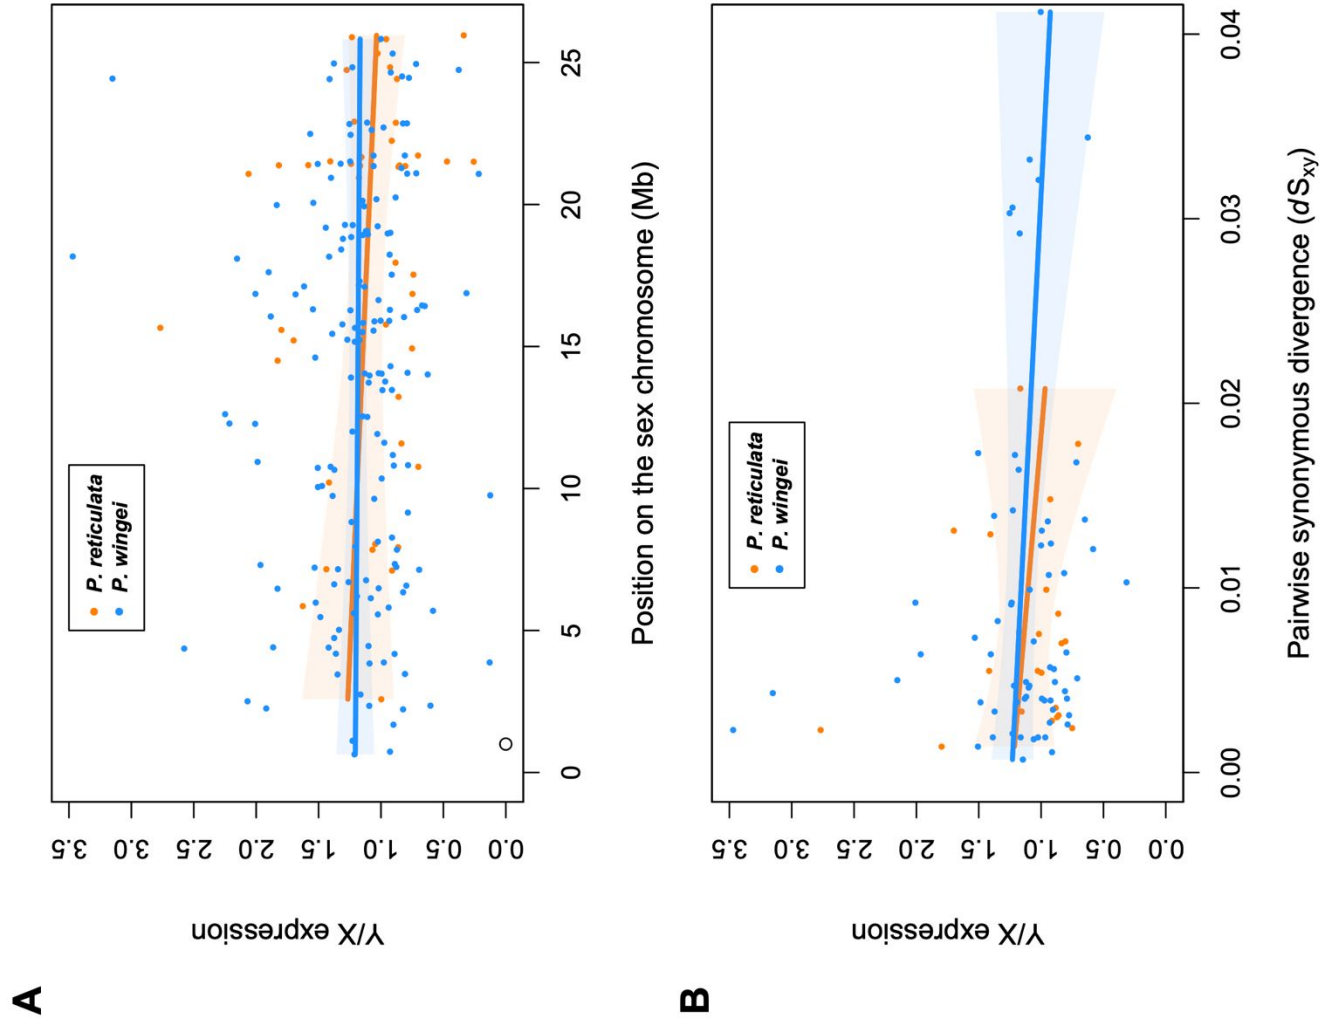 A
Y/X expression
0.0 0.5 1.0 1.5 2.0 2.5 3.0 3.5
P. reticulata
P. wingei
0 5 10 15 20 25
Position on the sex chromosome (Mb)
B
Y/X expression
0.0 0.5 1.0 1.5 2.0 2.5 3.0 3.5
P. reticulata
P. wingei
0.00 0.01 0.02 0.03 0.04
Pairwise synonymous divergence (dSxy)